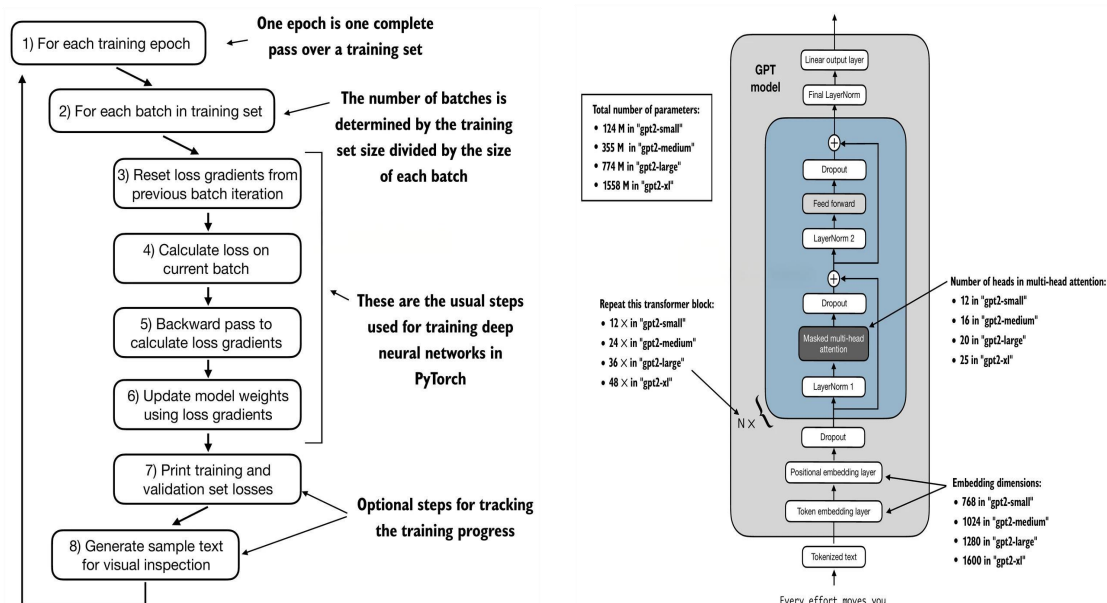 1) For each training epoch
One epoch is one complete
pass over a training set
2) For each batch in training set
The number of batches is
determined by the training
set size divided by the size
of each batch
3) Reset loss gradients from
previous batch iteration
4) Calculate loss on
current batch
5) Backward pass to
calculate loss gradients
6) Update model weights
using loss gradients
These are the usual steps
used for training deep
neural networks in
PyTorch
7) Print training and
validation set losses
8) Generate sample text
for visual inspection
Optional steps for tracking
the training progress
GPT
model
Linear output layer
Final LayerNorm
Total number of parameters:
• 124 M in "gpt2-small"
• 355 M in "gpt2-medium"
• 774 M in "gpt2-large"
• 1558 M in "gpt2-xl"
+
Dropout
Feed forward
LayerNorm 2
+
Dropout
Masked multi-head
attention
LayerNorm 1
Number of heads in multi-head attention:
• 12 in "gpt2-small"
• 16 in "gpt2-medium"
• 20 in "gpt2-large"
• 25 in "gpt2-xl"
Repeat this transformer block:
• 12 × in "gpt2-small"
• 24 × in "gpt2-medium"
• 36 × in "gpt2-large"
• 48 × in "gpt2-xl"
N × {
Dropout
Positional embedding layer
Token embedding layer
Embedding dimensions:
• 768 in "gpt2-small"
• 1024 in "gpt2-medium"
• 1280 in "gpt2-large"
• 1600 in "gpt2-xl"
Tokenized text
Every effort moves you